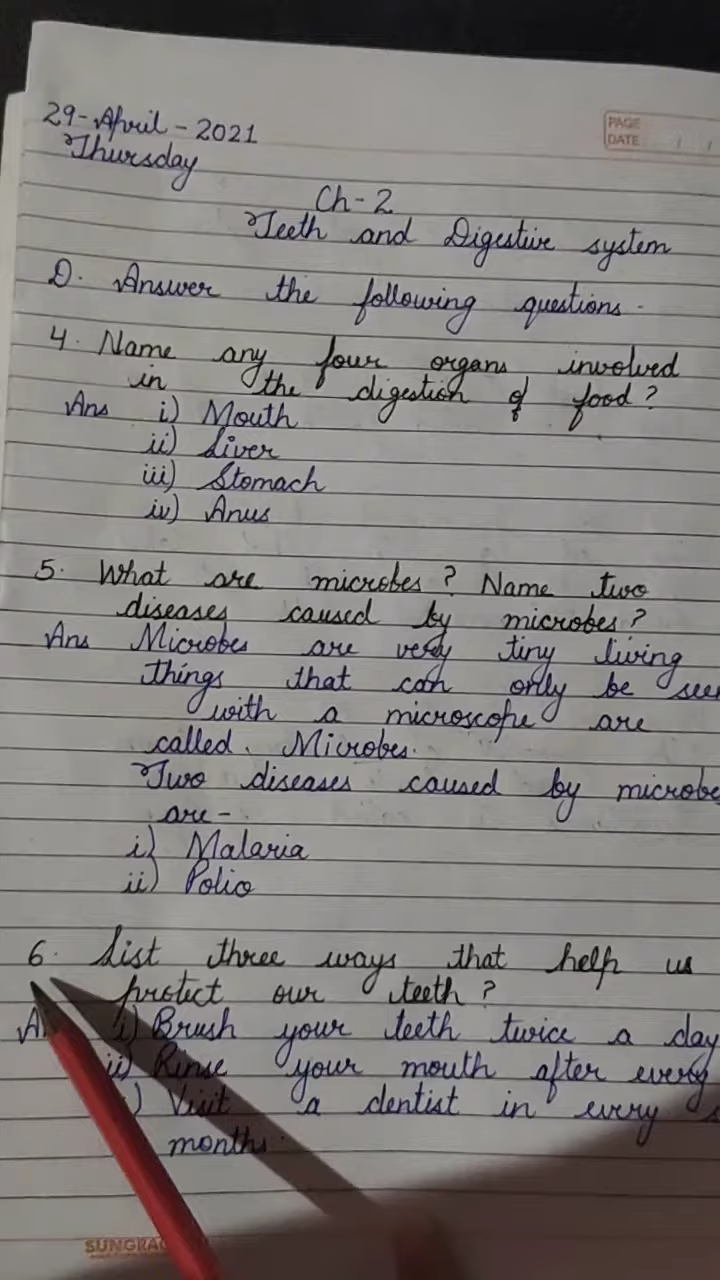 29-April-2021
Thursday
PAGE
DATE / /
Ch-2
Teeth and Digestive system
D. Answer the following questions.
4. Name any four organs involved
in the digestion of food?
Ans i) Mouth
ii) Liver
iii) Stomach
iv) Anus
5. What are microbes? Name two
diseases caused by microbes?
Ans Microbes are very tiny living
things that can only be see
with a microscope are
called. Microbes.
Two diseases caused by microbe
are-
i) Malaria
ii) Polio
6. List three ways that help us
protect our teeth?
i) Brush your teeth twice a day
ii) Rinse your mouth after every
) Visit a dentist in every
months.